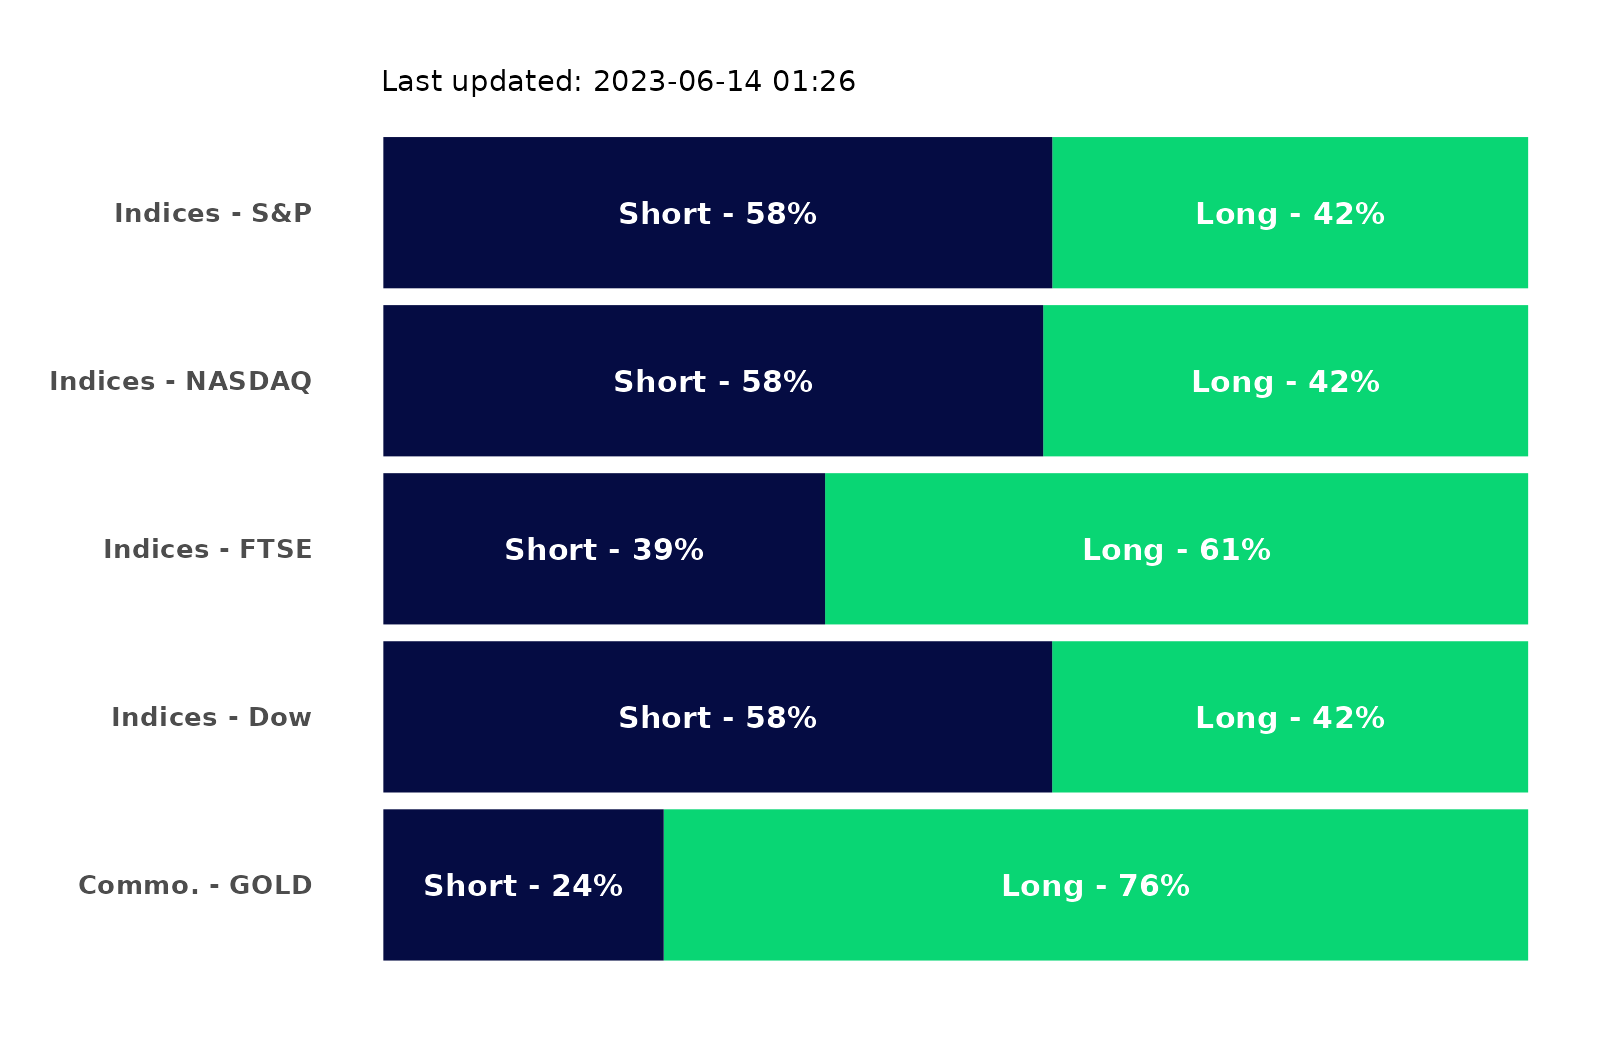 Last updated: 2023-06-14 01:26
Indices - S&P Short - 58% Long - 42%
Indices - NASDAQ Short - 58% Long - 42%
Indices - FTSE Short - 39% Long - 61%
Indices - Dow Short - 58% Long - 42%
Commo. - GOLD Short - 24% Long - 76%